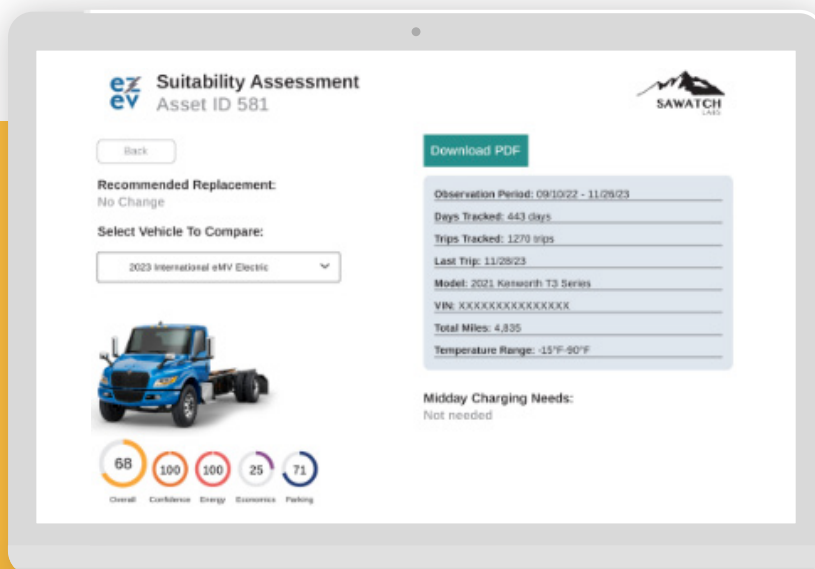 ez ev
Suitability Assessment
Asset ID 581
SAWATCH
LABS
Back
Download PDF
Recommended Replacement:
No Change
Select Vehicle To Compare:
2023 International eMV Electric
Observation Period: 09/10/22 - 11/26/23
Days Tracked: 443 days
Trips Tracked: 1270 trips
Last Trip: 11/28/23
Model: 2021 Kenworth T3 Series
VIN: XXXXXXXXXXXXXXX
Total Miles: 4,835
Temperature Range: -15°F-90°F
Midday Charging Needs:
Not needed
68 100 100 25 71
Overall Confidence Energy Economics Parking